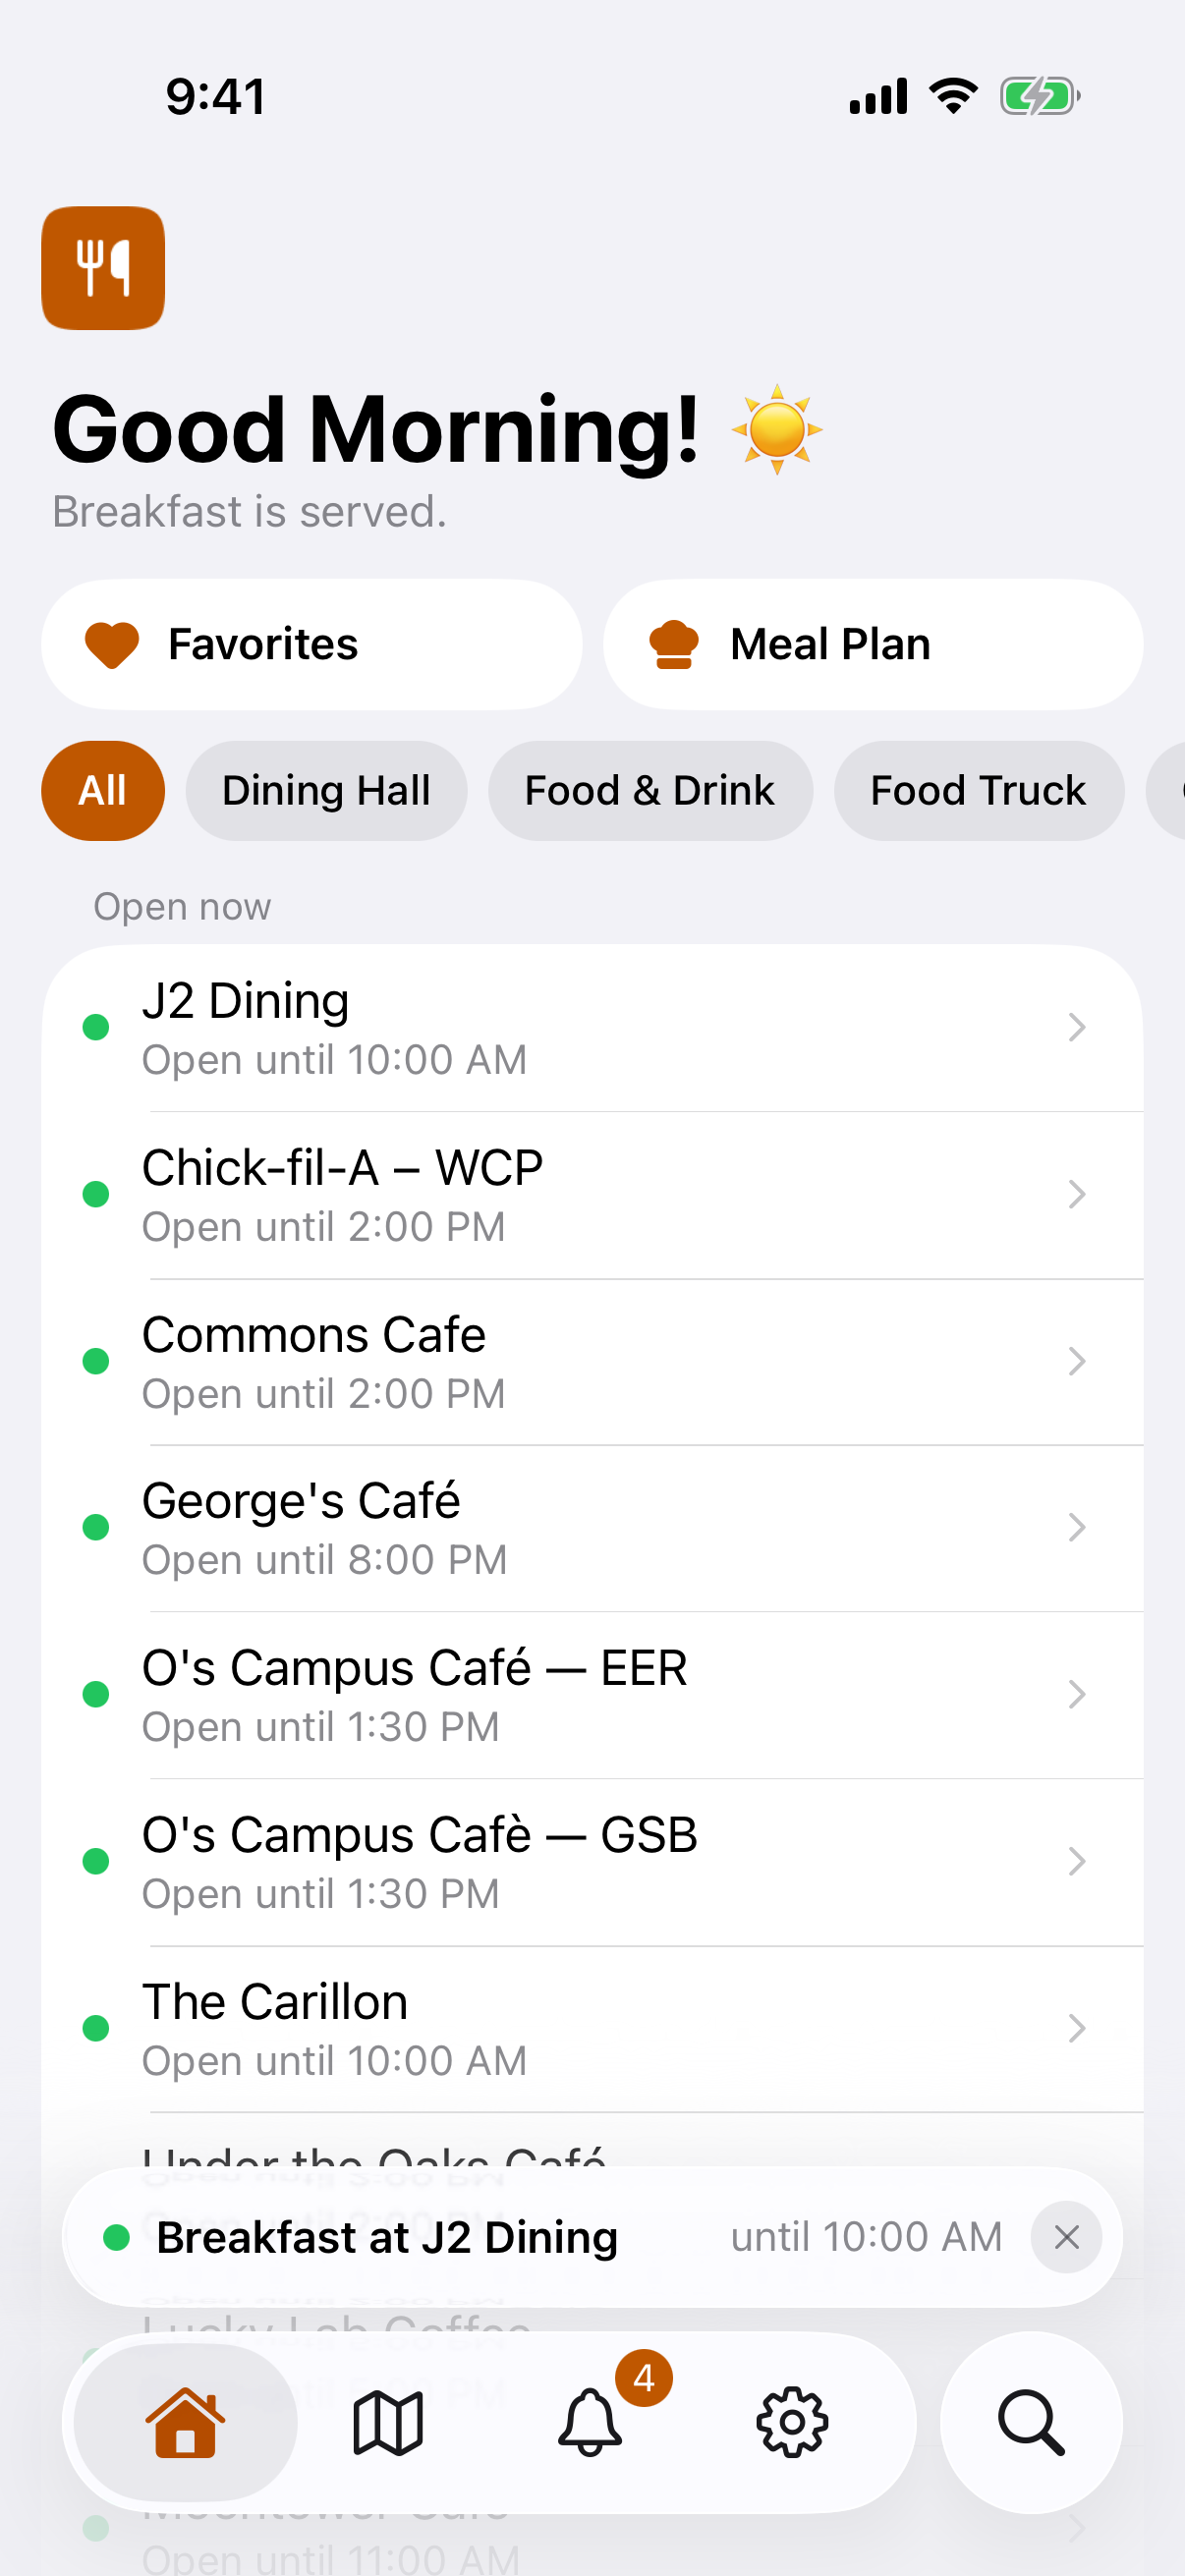 9:41
Good Morning! ☀️
Breakfast is served.
Favorites
Meal Plan
All
Dining Hall
Food & Drink
Food Truck
Open now
J2 Dining
Open until 10:00 AM
Chick-fil-A – WCP
Open until 2:00 PM
Commons Cafe
Open until 2:00 PM
George's Café
Open until 8:00 PM
O's Campus Café — EER
Open until 1:30 PM
O's Campus Cafè — GSB
Open until 1:30 PM
The Carillon
Open until 10:00 AM
Under the Oaks Café
Breakfast at J2 Dining
until 10:00 AM
Lucky Lab Coffee
4
Open until 11:00 AM